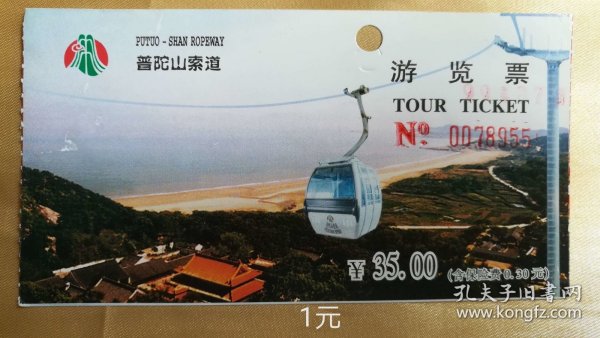 PUTUO - SHAN ROPEWAY
普陀山索道
游览票
TOUR TICKET
№ 0078955
¥ 35.00 (含保险费0.30元)
1元
孔夫子旧书网
www.kongfz.com